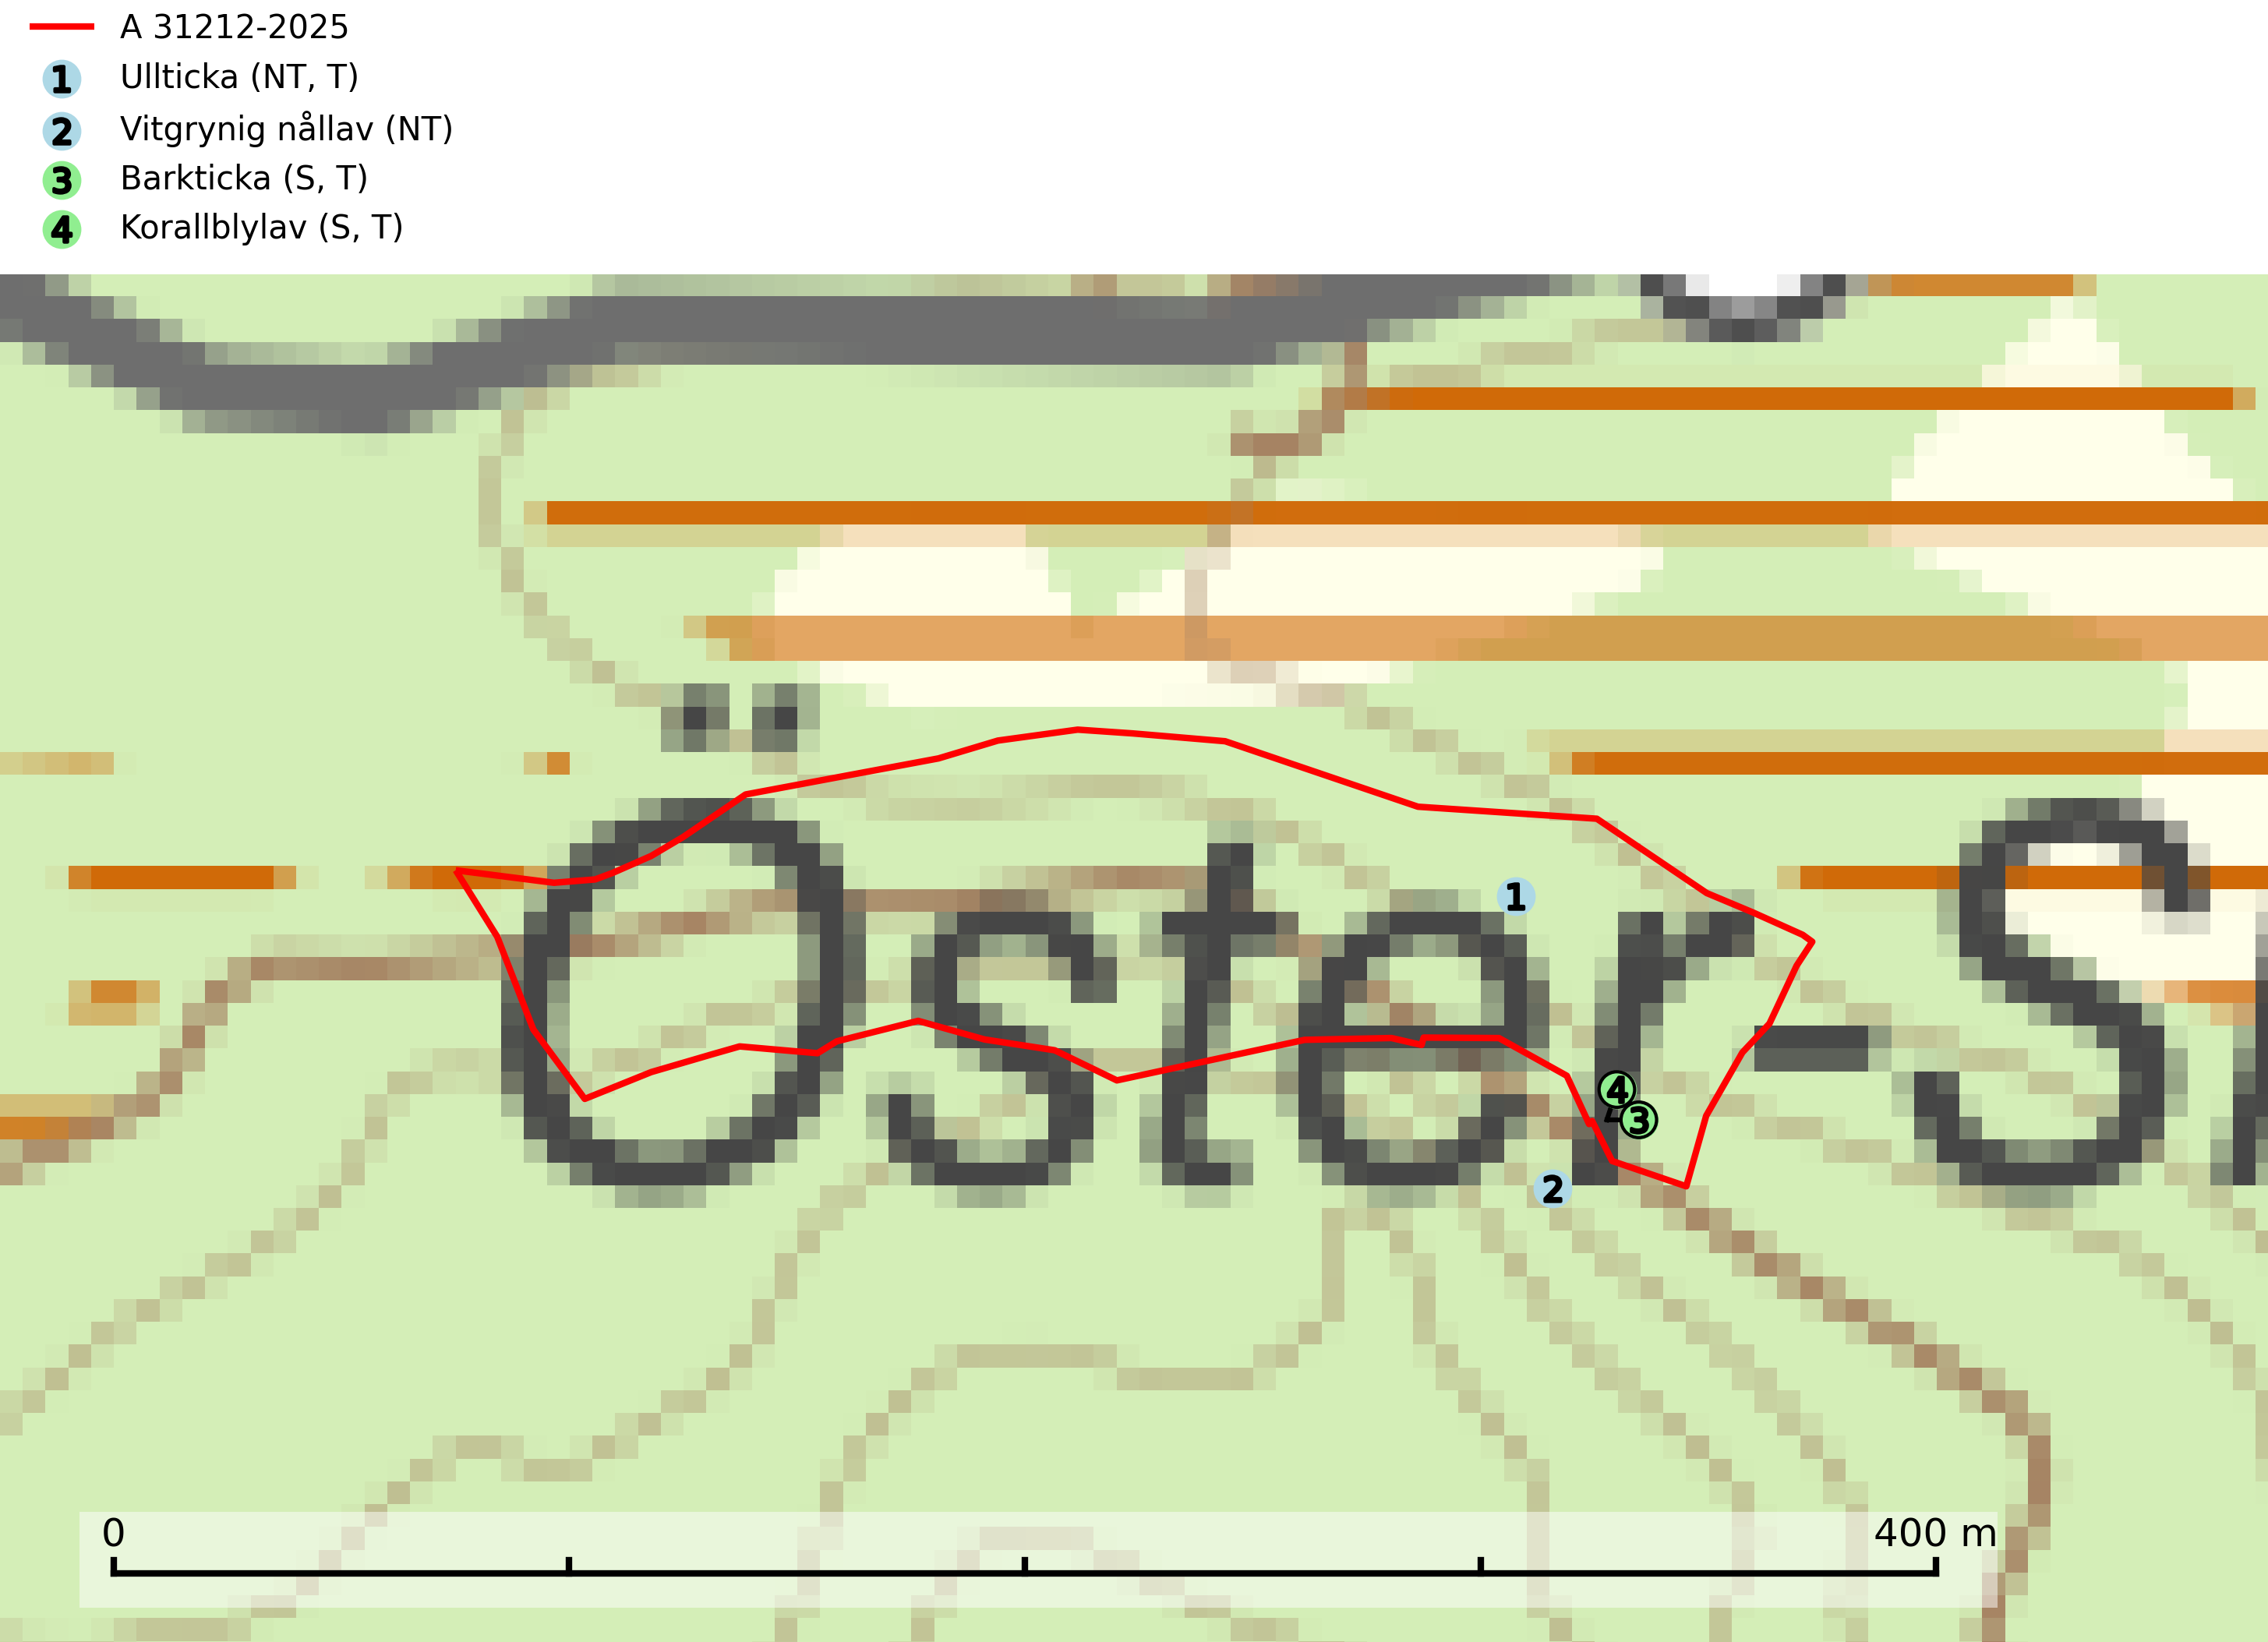 A 31212-2025
1 Ullticka (NT, T)
2 Vitgrynig nållav (NT)
3 Barkticka (S, T)
4 Korallblylav (S, T)
Öster-
1
4
3
2
0 400 m